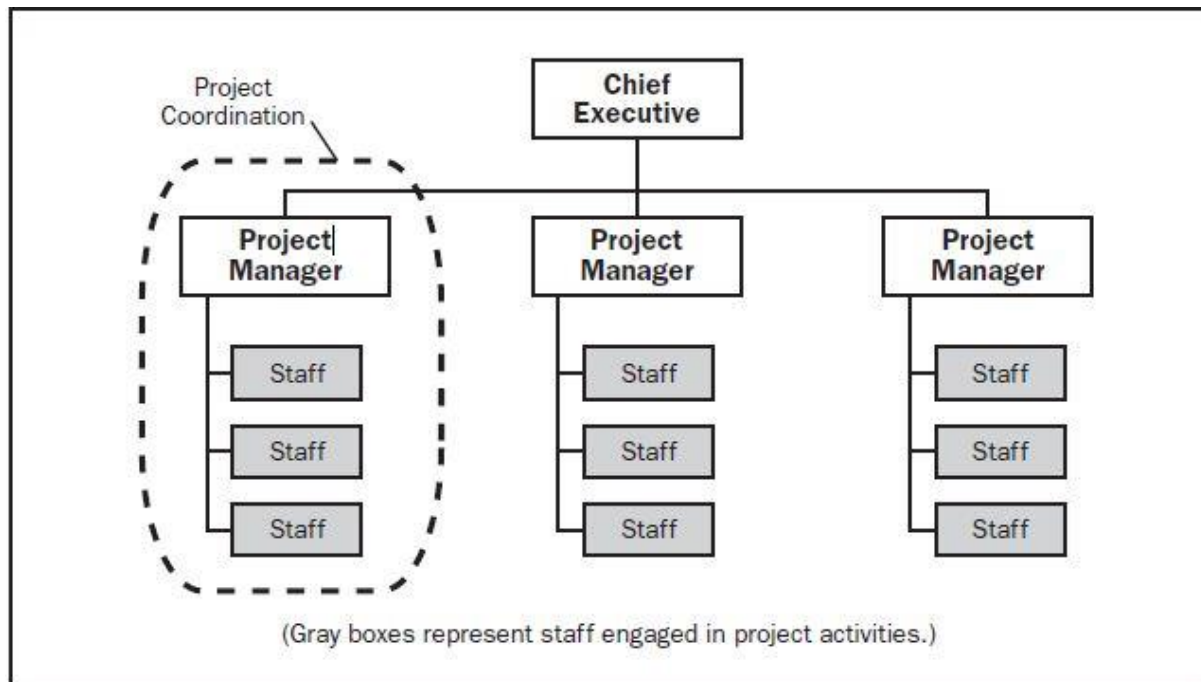 Project
Coordination
Chief
Executive
Project
Manager
Project
Manager
Project
Manager
Staff
Staff
Staff
Staff
Staff
Staff
Staff
Staff
Staff
(Gray boxes represent staff engaged in project activities.)